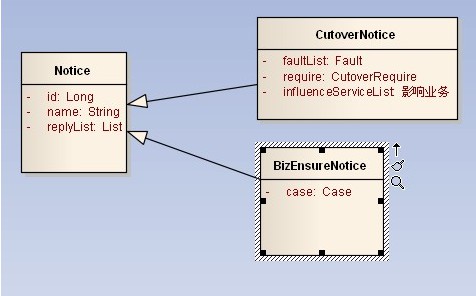 CutoverNotice
- faultList: Fault
- require: CutoverRequire
- influenceServiceList 影响业务
Notice
- id: Long
- name: String
- replyList: List
BizEnsureNotice
- case: Case